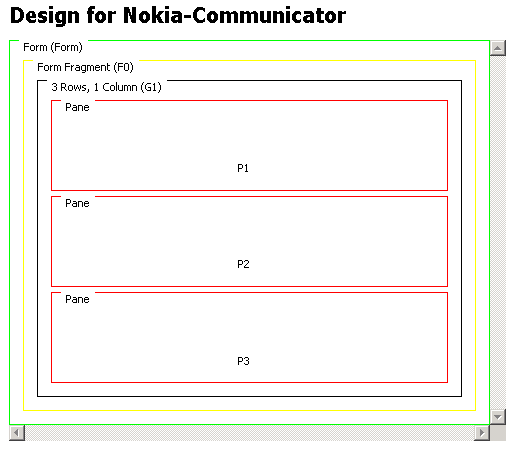 Design for Nokia-Communicator
Form (Form)
Form Fragment (F0)
3 Rows, 1 Column (G1)
Pane
P1
Pane
P2
Pane
P3